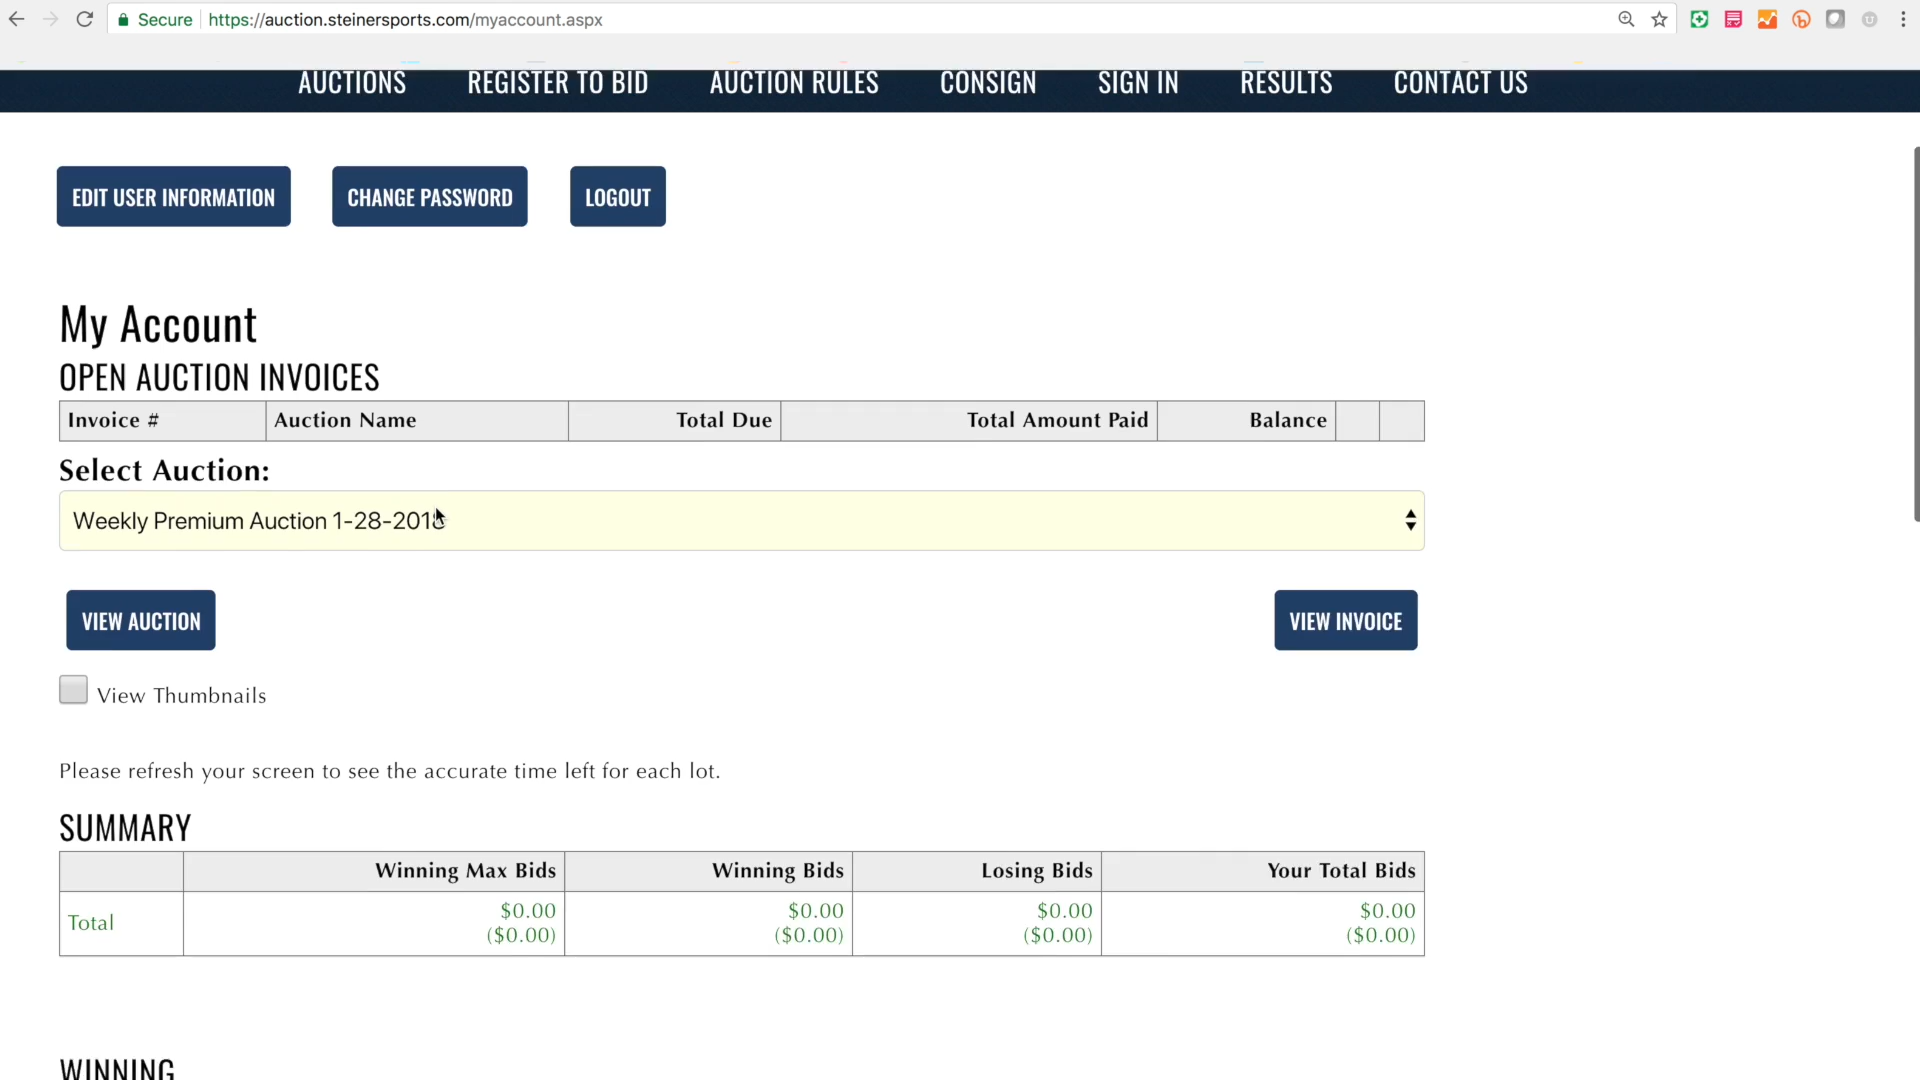 Secure https://auction.steinersports.com/myaccount.aspx
AUCTIONS REGISTER TO BID AUCTION RULES CONSIGN SIGN IN RESULTS CONTACT US
EDIT USER INFORMATION CHANGE PASSWORD LOGOUT
My Account
OPEN AUCTION INVOICES
Invoice # Auction Name Total Due Total Amount Paid Balance
Select Auction:
Weekly Premium Auction 1-28-2018
VIEW AUCTION VIEW INVOICE
View Thumbnails
Please refresh your screen to see the accurate time left for each lot.
SUMMARY
Winning Max Bids Winning Bids Losing Bids Your Total Bids
Total $0.00 $0.00 $0.00 $0.00
($0.00) ($0.00) ($0.00) ($0.00)
WINNING